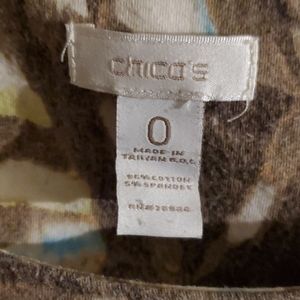 chico's
0
MADE IN
TAIWAN R.O.C
95% COTTON
5% SPANDEX